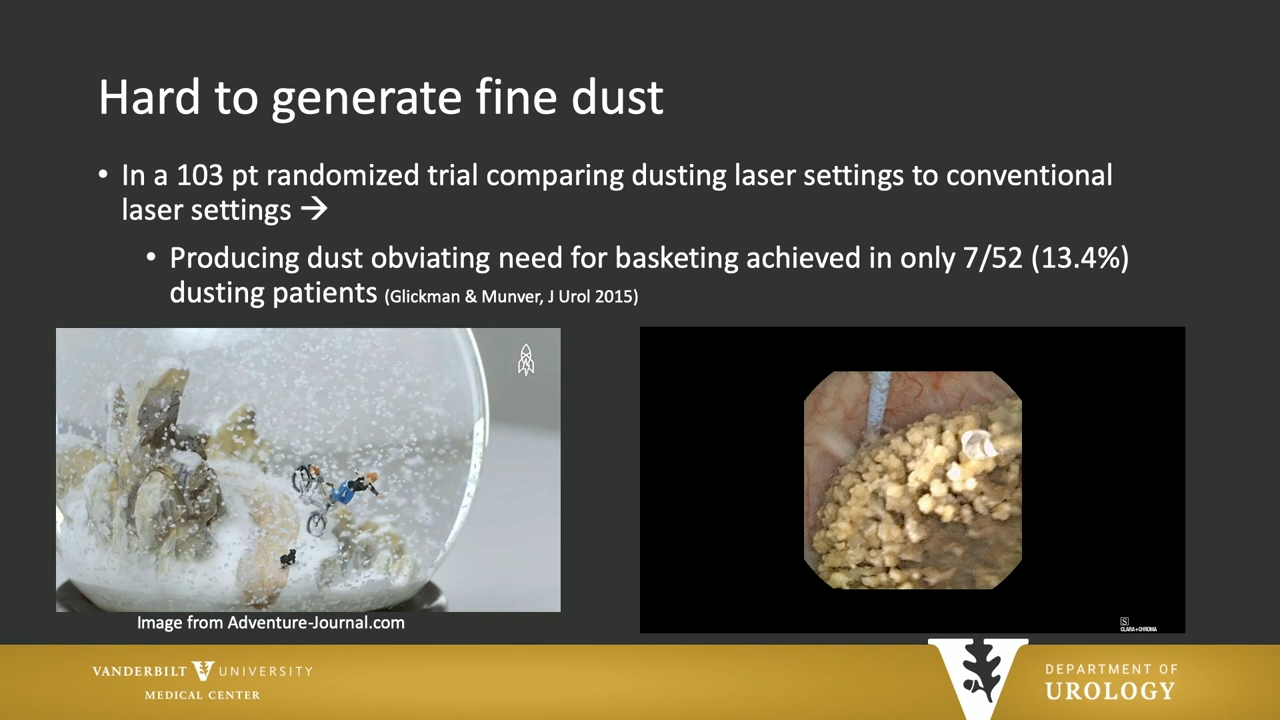 Hard to generate fine dust
• In a 103 pt randomized trial comparing dusting laser settings to conventional
laser settings →
• Producing dust obviating need for basketing achieved in only 7/52 (13.4%)
dusting patients (Glickman & Munver, J Urol 2015)
Image from Adventure-Journal.com
S
CLARA+CHROMA
VANDERBILT V UNIVERSITY
MEDICAL CENTER
DEPARTMENT OF
UROLOGY